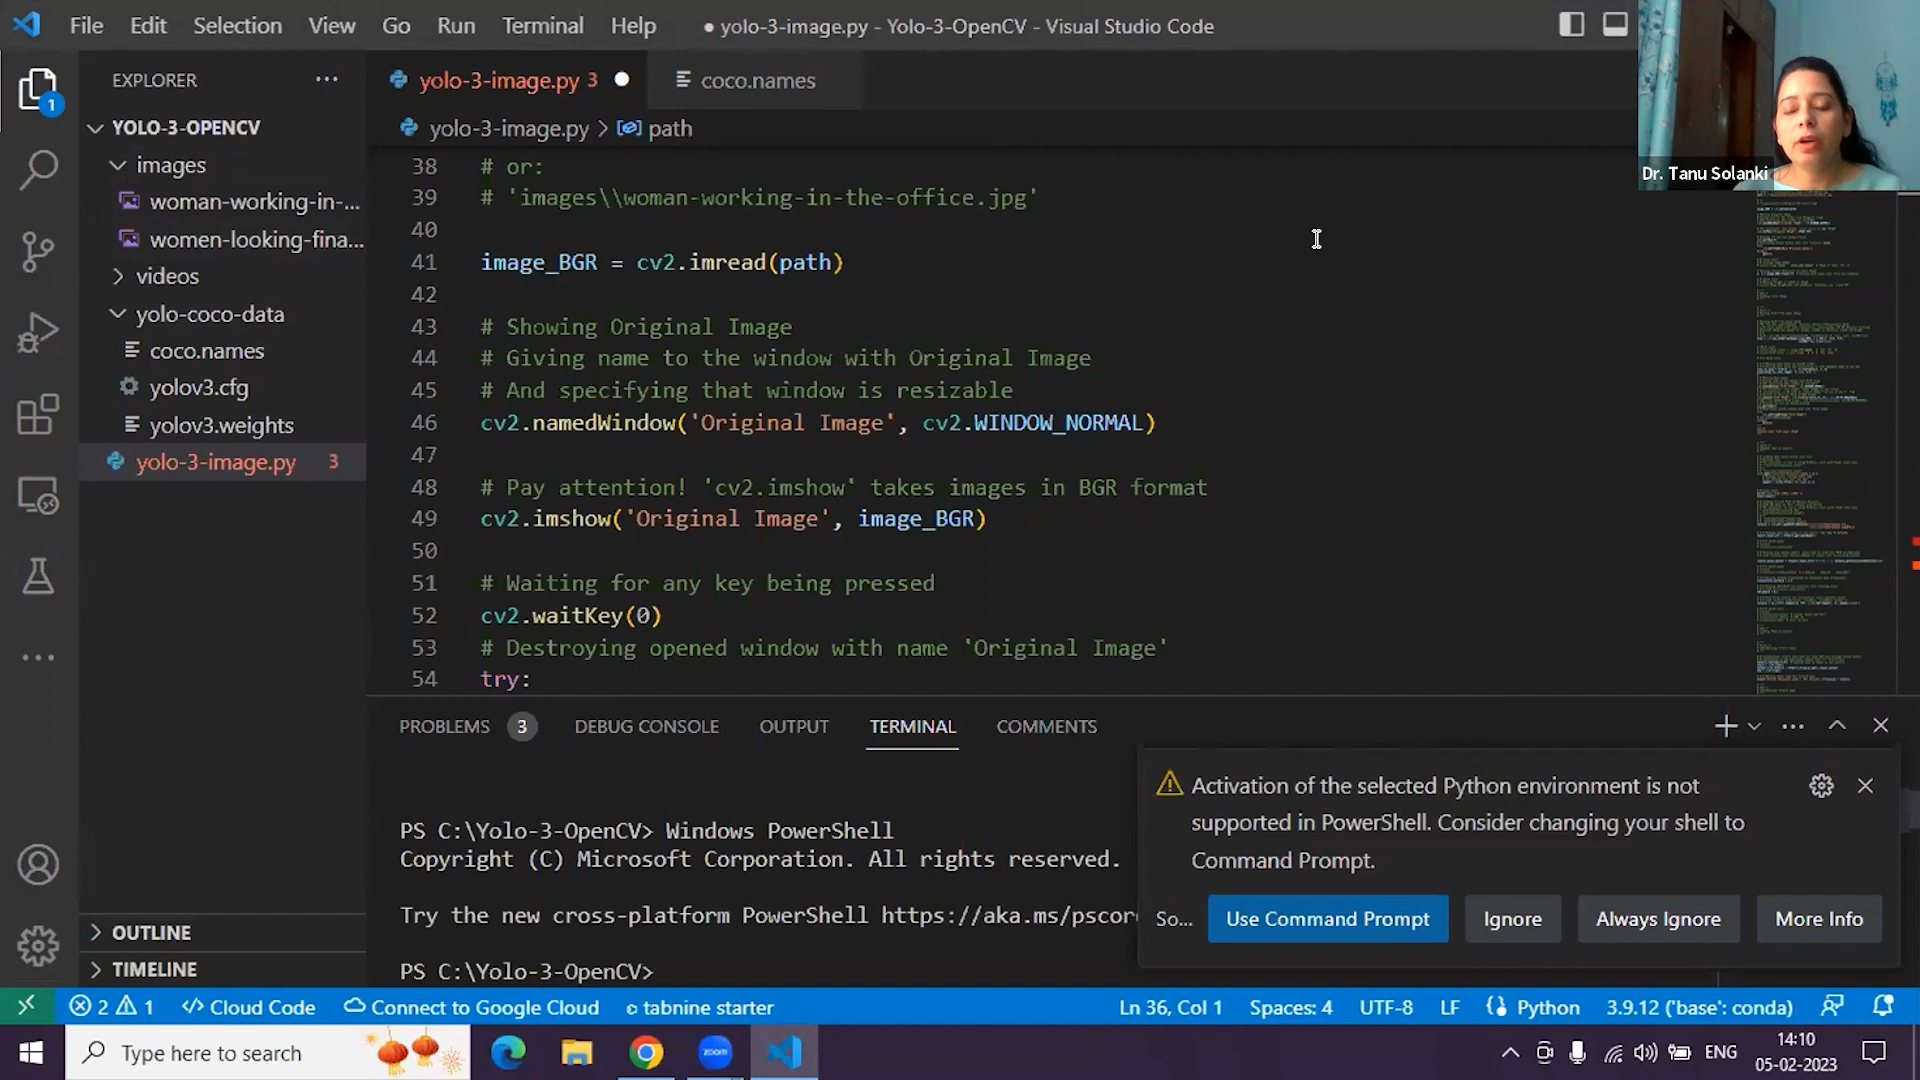 File Edit Selection View Go Run Terminal Help ● yolo-3-image.py - Yolo-3-OpenCV - Visual Studio Code
EXPLORER ···
yolo-3-image.py 3
coco.names
1
YOLO-3-OPENCV
yolo-3-image.py > path
images
woman-working-in-...
women-looking-fina...
videos
yolo-coco-data
coco.names
yolov3.cfg
yolov3.weights
yolo-3-image.py 3
OUTLINE
TIMELINE
Dr. Tanu Solanki
38 # or:
39 # 'images\\woman-working-in-the-office.jpg'
40
41 image_BGR = cv2.imread(path)
42
43 # Showing Original Image
44 # Giving name to the window with Original Image
45 # And specifying that window is resizable
46 cv2.namedWindow('Original Image', cv2.WINDOW_NORMAL)
47
48 # Pay attention! 'cv2.imshow' takes images in BGR format
49 cv2.imshow('Original Image', image_BGR)
50
51 # Waiting for any key being pressed
52 cv2.waitKey(0)
53 # Destroying opened window with name 'Original Image'
54 try:
PROBLEMS 3 DEBUG CONSOLE OUTPUT TERMINAL COMMENTS
PS C:\Yolo-3-OpenCV> Windows PowerShell
Copyright (C) Microsoft Corporation. All rights reserved.
Try the new cross-platform PowerShell https://aka.ms/pscor
PS C:\Yolo-3-OpenCV>
Activation of the selected Python environment is not
supported in PowerShell. Consider changing your shell to
Command Prompt.
So... Use Command Prompt Ignore Always Ignore More Info
2 1 Cloud Code Connect to Google Cloud tabnine starter Ln 36, Col 1 Spaces: 4 UTF-8 LF Python 3.9.12 ('base': conda)
Type here to search
zoom
ENG
14:10
05-02-2023